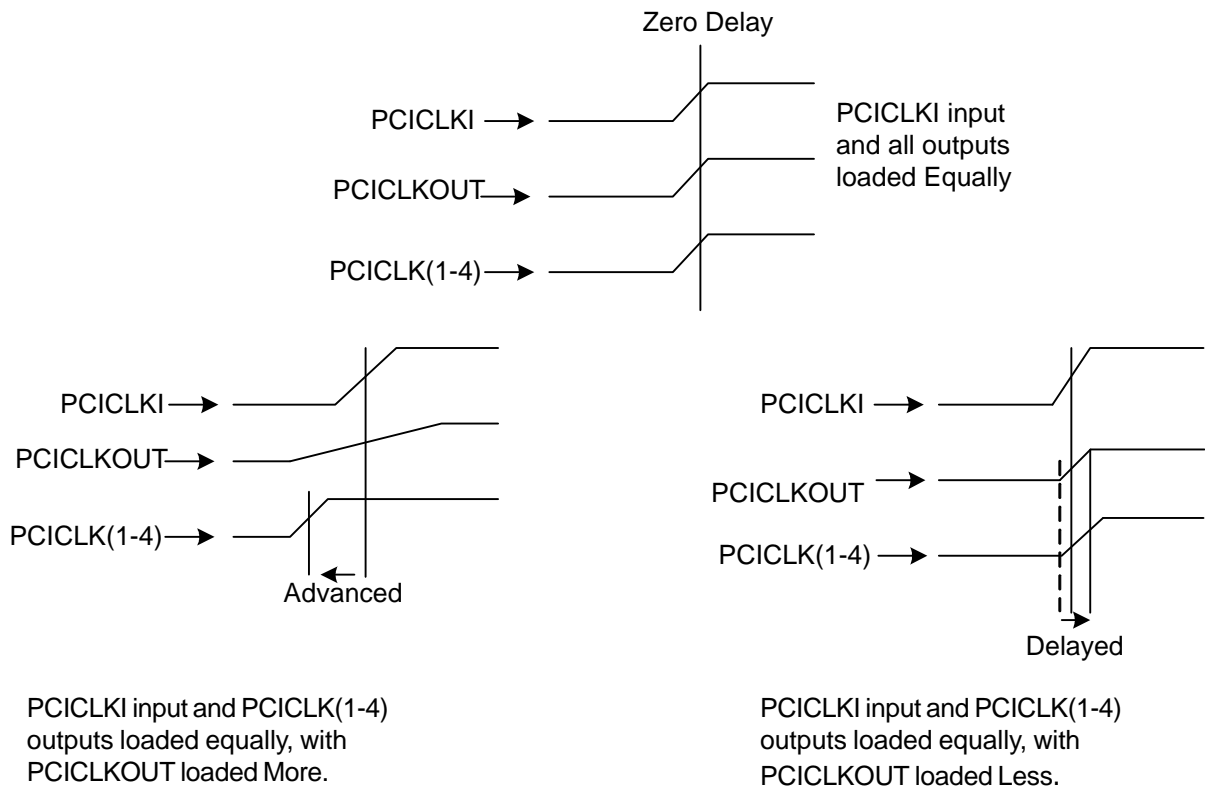 Zero Delay
PCICLKI
PCICLKI input
and all outputs
loaded Equally
PCICLKOUT
PCICLK(1-4)
PCICLKI
PCICLKOUT
PCICLK(1-4)
Advanced
PCICLKI input and PCICLK(1-4)
outputs loaded equally, with
PCICLKOUT loaded More.
PCICLKI
PCICLKOUT
PCICLK(1-4)
Delayed
PCICLKI input and PCICLK(1-4)
outputs loaded equally, with
PCICLKOUT loaded Less.